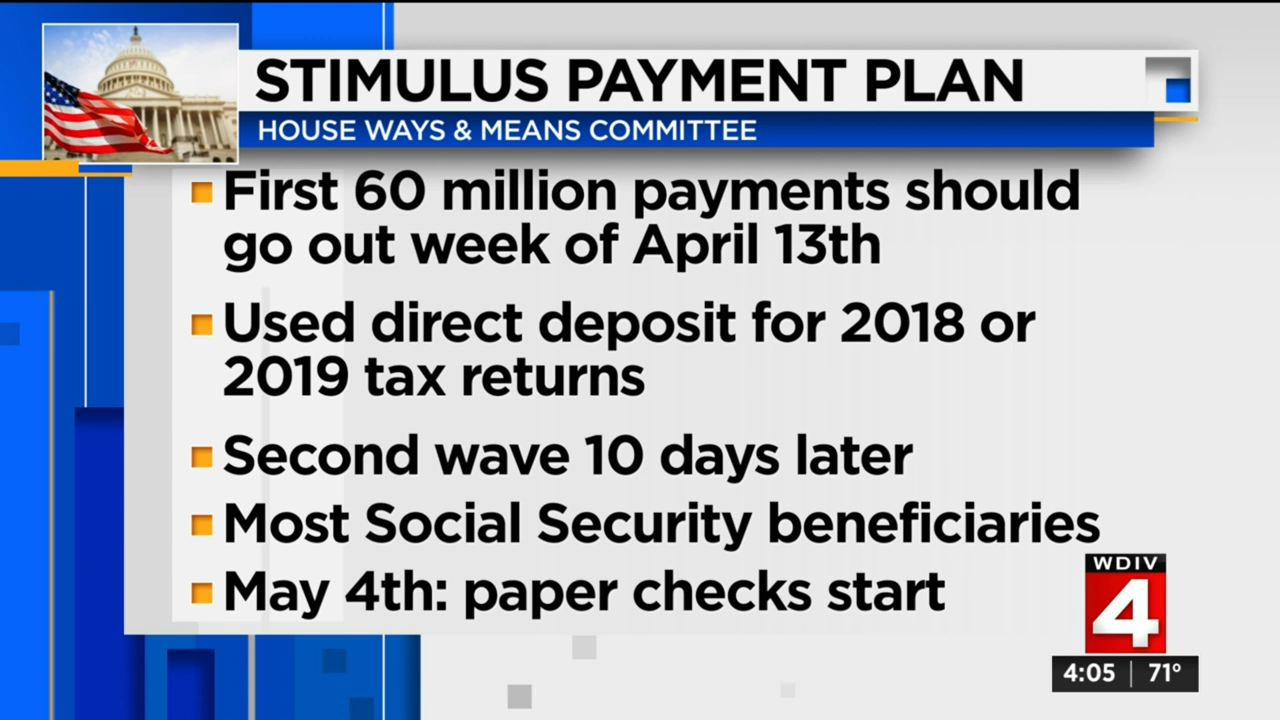 STIMULUS PAYMENT PLAN
HOUSE WAYS & MEANS COMMITTEE
First 60 million payments should
go out week of April 13th
Used direct deposit for 2018 or
2019 tax returns
Second wave 10 days later
Most Social Security beneficiaries
May 4th: paper checks start
WDIV
4
4:05 | 71°